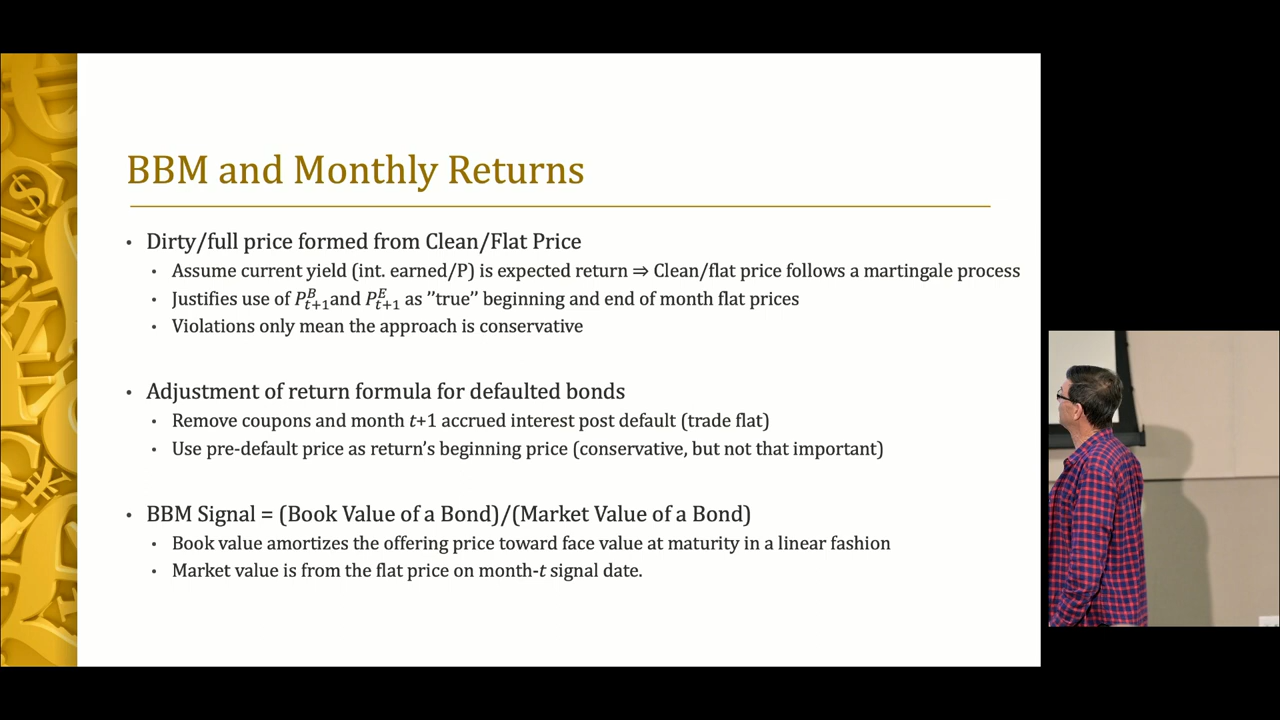 BBM and Monthly Returns
• Dirty/full price formed from Clean/Flat Price
• Assume current yield (int. earned/P) is expected return ⇒ Clean/flat price follows a martingale process
• Justifies use of $P_{t+1}^{B}$and $P_{t+1}^{E}$ as ”true” beginning and end of month flat prices
• Violations only mean the approach is conservative
• Adjustment of return formula for defaulted bonds
• Remove coupons and month t+1 accrued interest post default (trade flat)
• Use pre-default price as return’s beginning price (conservative, but not that important)
• BBM Signal = (Book Value of a Bond)/(Market Value of a Bond)
• Book value amortizes the offering price toward face value at maturity in a linear fashion
• Market value is from the flat price on month-t signal date.